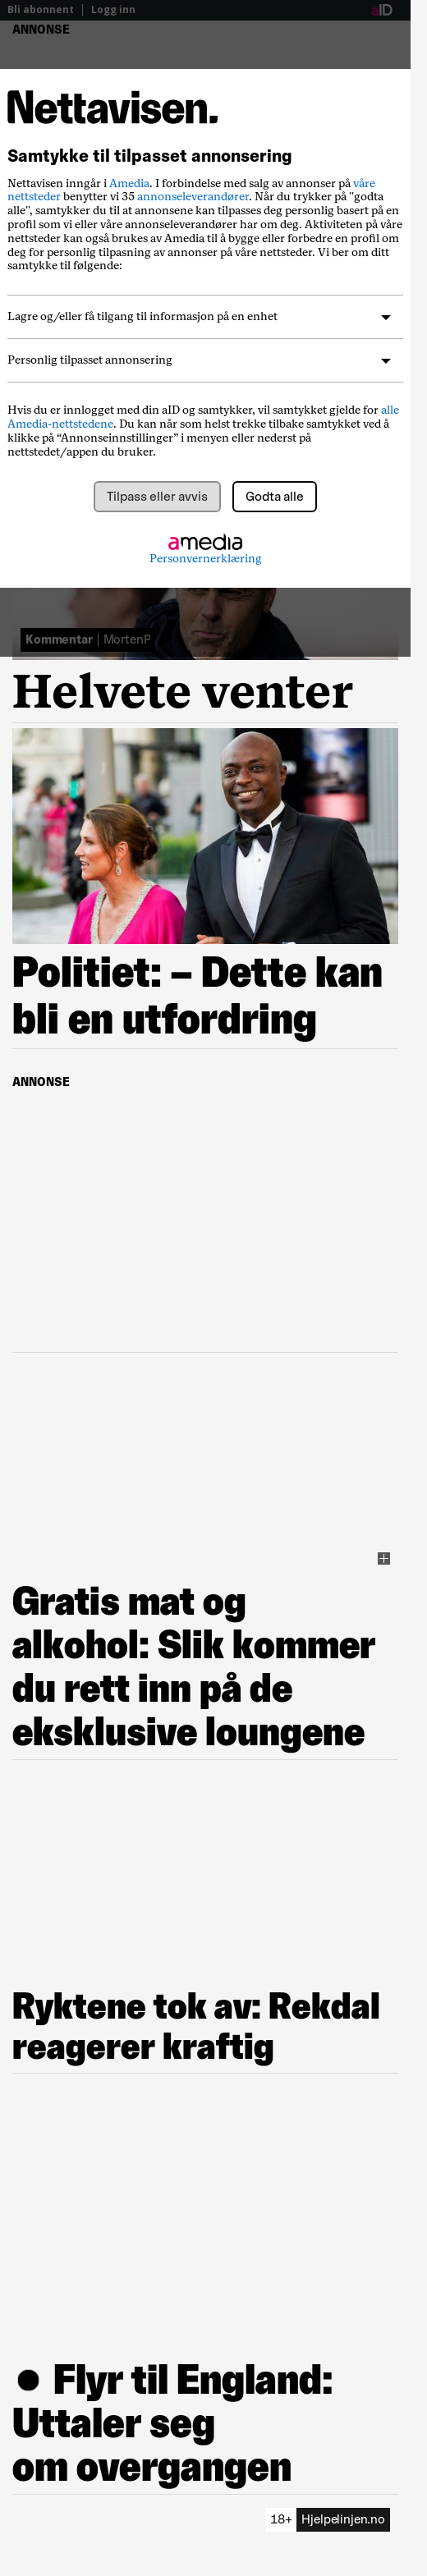 Bli abonnent | Logg inn aID
ANNONSE
Nettavisen.
Samtykke til tilpasset annonsering
Nettavisen inngår i Amedia. I forbindelse med salg av annonser på våre
nettsteder benytter vi 35 annonseleverandører. Når du trykker på "godta
alle", samtykker du til at annonsene kan tilpasses deg personlig basert på en
profil som vi eller våre annonseleverandører har om deg. Aktiviteten på våre
nettsteder kan også brukes av Amedia til å bygge eller forbedre en profil om
deg for personlig tilpasning av annonser på våre nettsteder. Vi ber om ditt
samtykke til følgende:
Lagre og/eller få tilgang til informasjon på en enhet
Personlig tilpasset annonsering
Hvis du er innlogget med din aID og samtykker, vil samtykket gjelde for alle
Amedia-nettstedene. Du kan når som helst trekke tilbake samtykket ved å
klikke på “Annonseinnstillinger” i menyen eller nederst på
nettstedet/appen du bruker.
Tilpass eller avvis Godta alle
amedia
Personvernerklæring
Kommentar | MortenP
Helvete venter
Politiet: – Dette kan
bli en utfordring
ANNONSE
Gratis mat og
alkohol: Slik kommer
du rett inn på de
eksklusive loungene
Ryktene tok av: Rekdal
reagerer kraftig
● Flyr til England:
Uttaler seg
om overgangen
18+ Hjelpelinjen.no